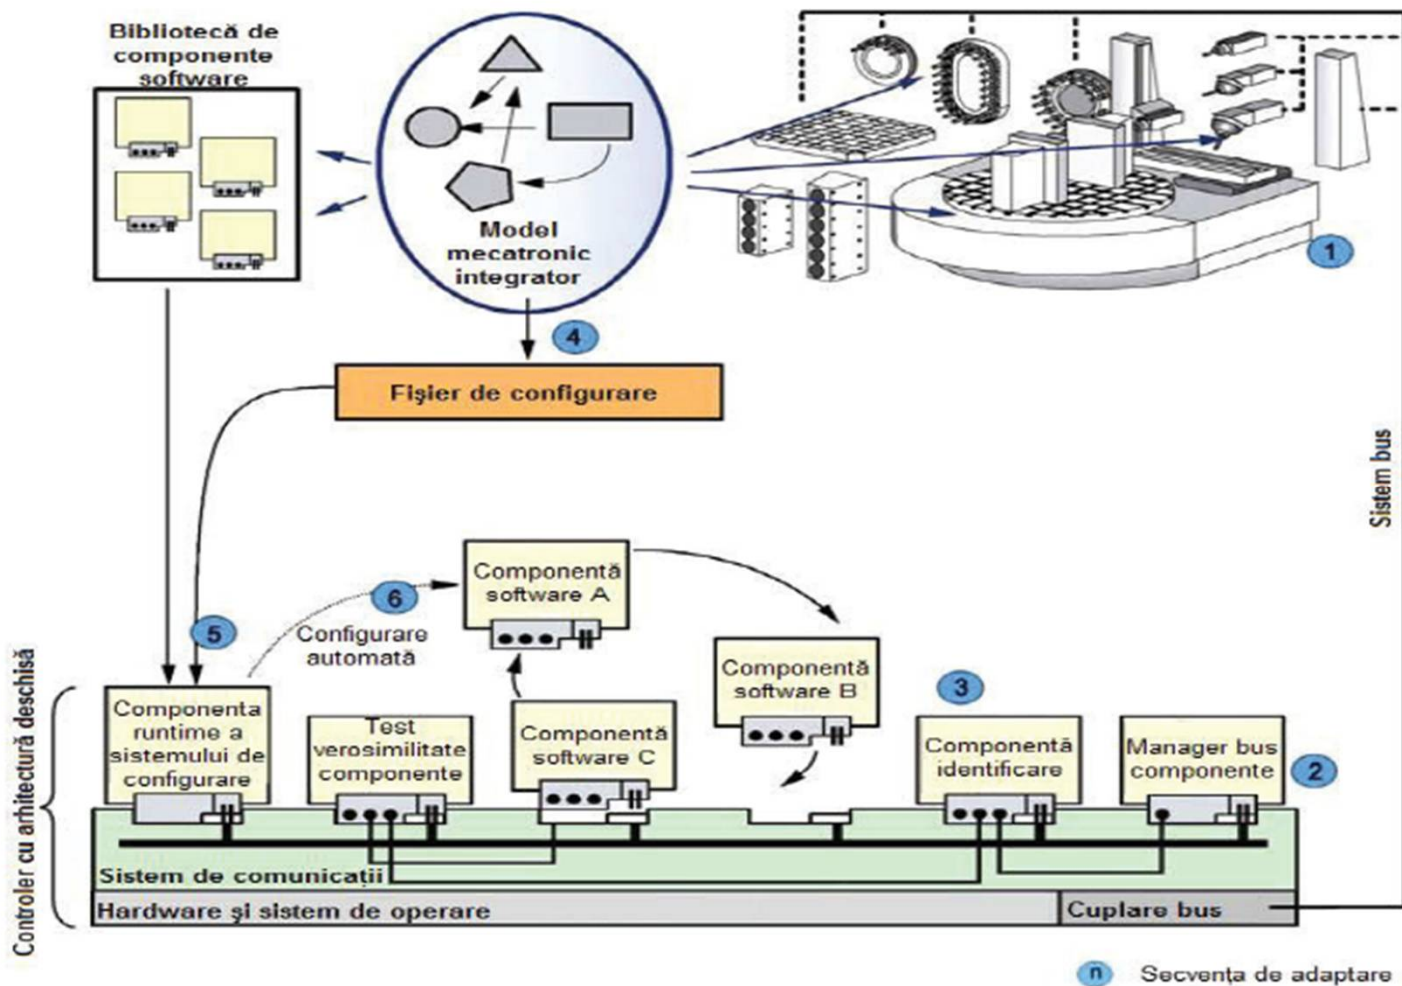 Bibliotecă de
componente
software
Model
mecatronic
integrator
1
4
Fişier de configurare
Sistem bus
Componentă
software A
6
Configurare
automată
5
Componentă
software B
3
Controler cu arhitectură deschisă
Componenta
runtime a
sistemului de
configurare
Test
verosimilitate
componente
Componentă
software C
Componentă
identificare
Manager bus
componente
2
Sistem de comunicaţii
Hardware şi sistem de operare
Cuplare bus
n Secvenţa de adaptare